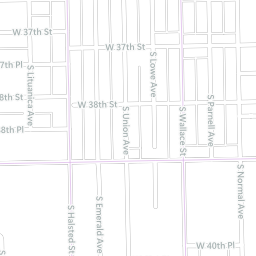 W 37th St
W 37th St
7th Pl
S Lowe Ave
S Lituanica Ave
8th St
W 38th St
S Parnell Ave
S Union Ave
S Wallace St
8th Pl
S Normal Ave
S Halsted St
S Emerald Ave
W 40th Pl